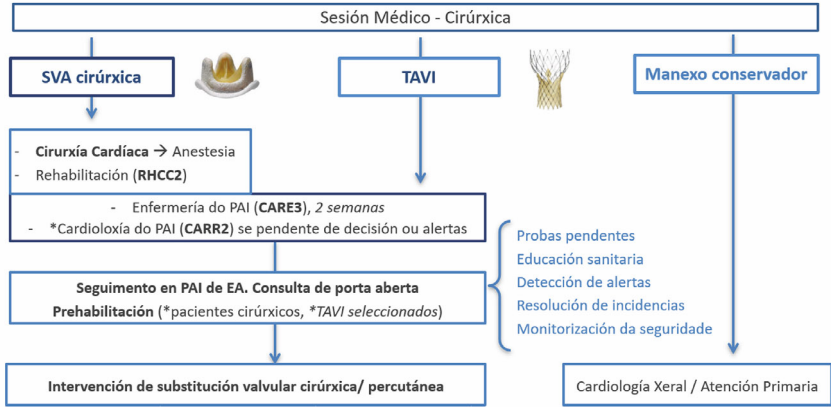 Sesión Médico - Cirúrxica
SVA cirúrxica
TAVI
Manexo conservador
- Cirurxía Cardíaca → Anestesia
- Rehabilitación (RHCC2)
- Enfermería do PAI (CARE3), 2 semanas
- *Cardioloxía do PAI (CARR2) se pendente de decisión ou alertas
Seguimento en PAI de EA. Consulta de porta aberta
Prehabilitación (*pacientes cirúrxicos, *TAVI seleccionados)
Probas pendentes
Educación sanitaria
Detección de alertas
Resolución de incidencias
Monitorización da seguridade
Intervención de substitución valvular cirúrxica/ percutánea
Cardiología Xeral / Atención Primaria